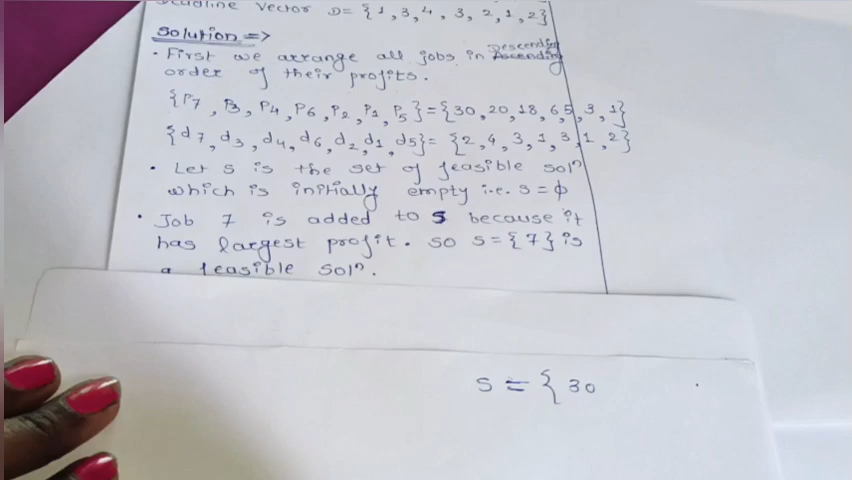 Deadline Vector D= {1,3,4,3,2,1,2}
Solution =>
• First we arrange all jobs in Descending
order of their profits.
{P7, P3, P4, P6, P2, P1, P5} = {30,20,18,6,5,3,1}
{d7, d3, d4, d6, d2, d1, d5} = {2,4,3,1,3,1,2}
• Let S is the set of feasible solⁿ
which is initially empty i.e. S = ϕ
• Job 7 is added to S because it
has largest profit. so S={7} is
a feasible solⁿ.
S = {30